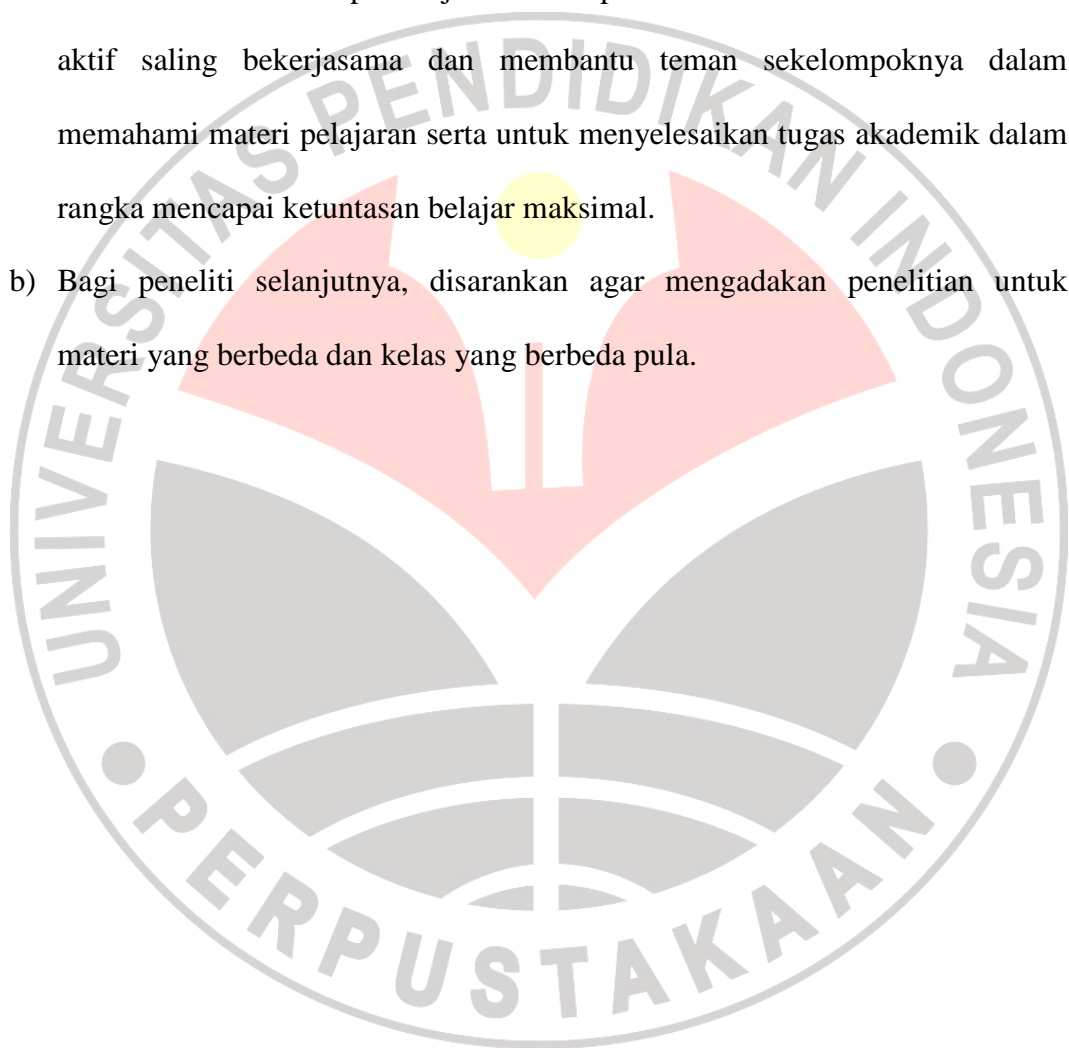 aktif saling bekerjasama dan membantu teman sekelompoknya dalam
memahami materi pelajaran serta untuk menyelesaikan tugas akademik dalam
rangka mencapai ketuntasan belajar maksimal.
b) Bagi peneliti selanjutnya, disarankan agar mengadakan penelitian untuk
materi yang berbeda dan kelas yang berbeda pula.
UNIVERSITAS PENDIDIKAN INDONESIA
PERPUSTAKAAN